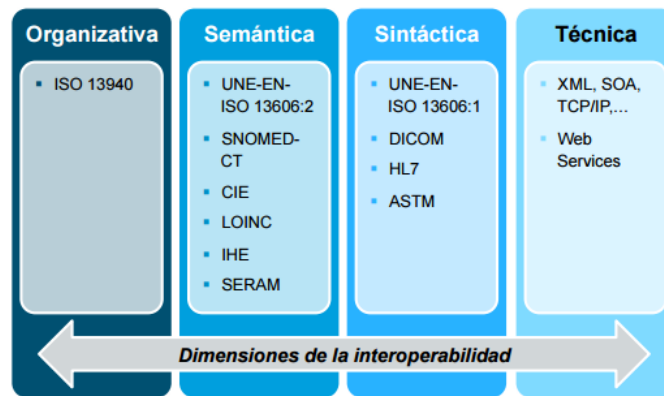 Organizativa
ISO 13940
Semántica
UNE-EN-
ISO 13606:2
SNOMED-
CT
CIE
LOINC
IHE
SERAM
Sintáctica
UNE-EN-
ISO 13606:1
DICOM
HL7
ASTM
Técnica
XML, SOA,
TCP/IP,...
Web
Services
Dimensiones de la interoperabilidad